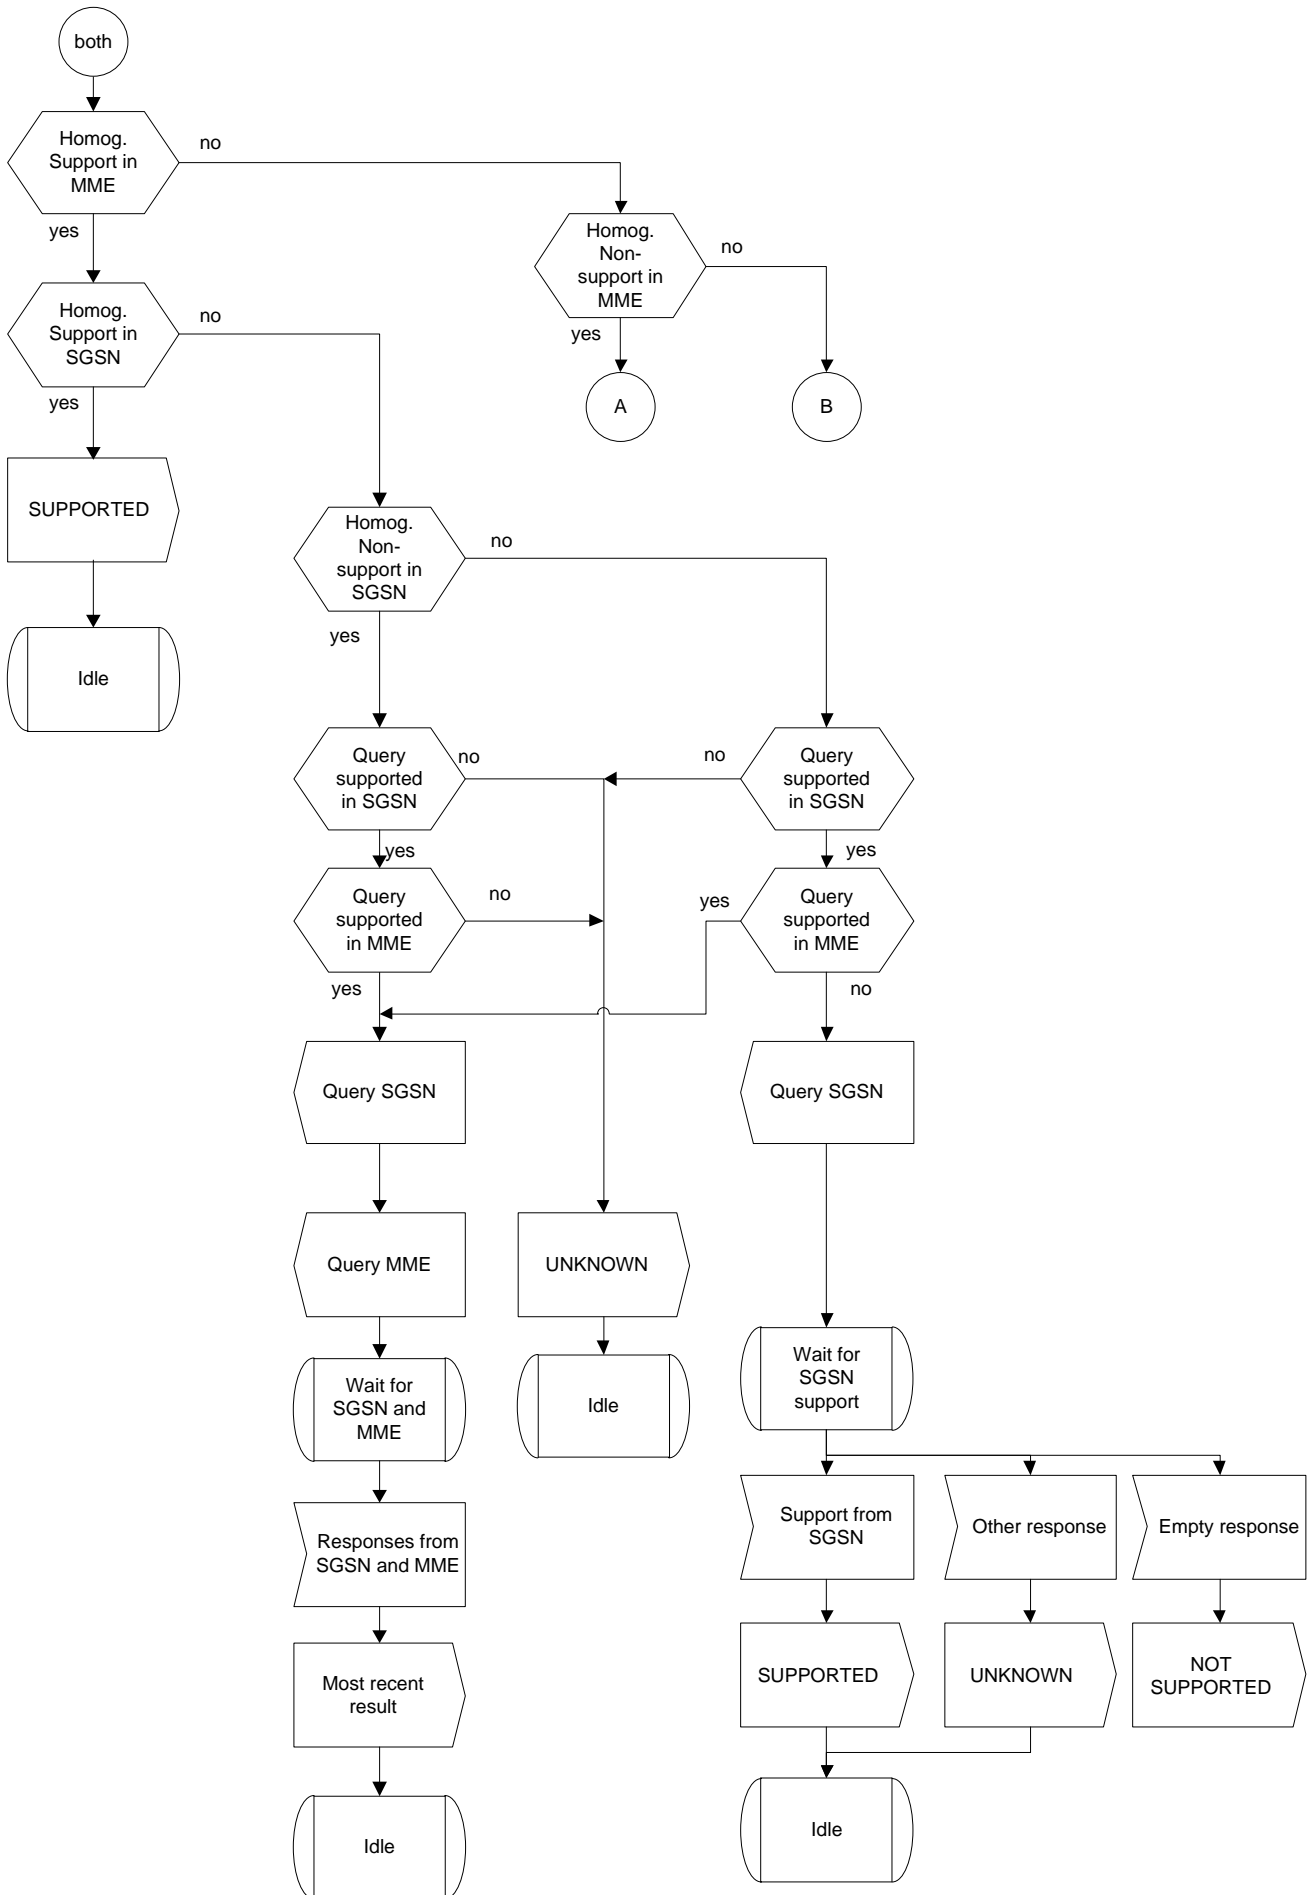 both
Homog.
Support in
MME
no
yes
Homog.
Non-
support in
MME
no
yes
A
B
Homog.
Support in
SGSN
no
yes
SUPPORTED
Idle
Homog.
Non-
support in
SGSN
no
yes
Query
supported
in SGSN
no
yes
no
Query
supported
in SGSN
yes
Query
supported
in MME
no
yes
yes
Query
supported
in MME
no
Query SGSN
Query SGSN
Query MME
UNKNOWN
Wait for
SGSN and
MME
Idle
Wait for
SGSN
support
Responses from
SGSN and MME
Support from
SGSN
Other response
Empty response
Most recent
result
SUPPORTED
UNKNOWN
NOT
SUPPORTED
Idle
Idle